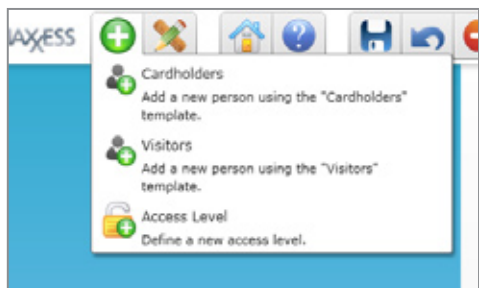 MAXXESS
Cardholders
Add a new person using the "Cardholders"
template.
Visitors
Add a new person using the "Visitors"
template.
Access Level
Define a new access level.